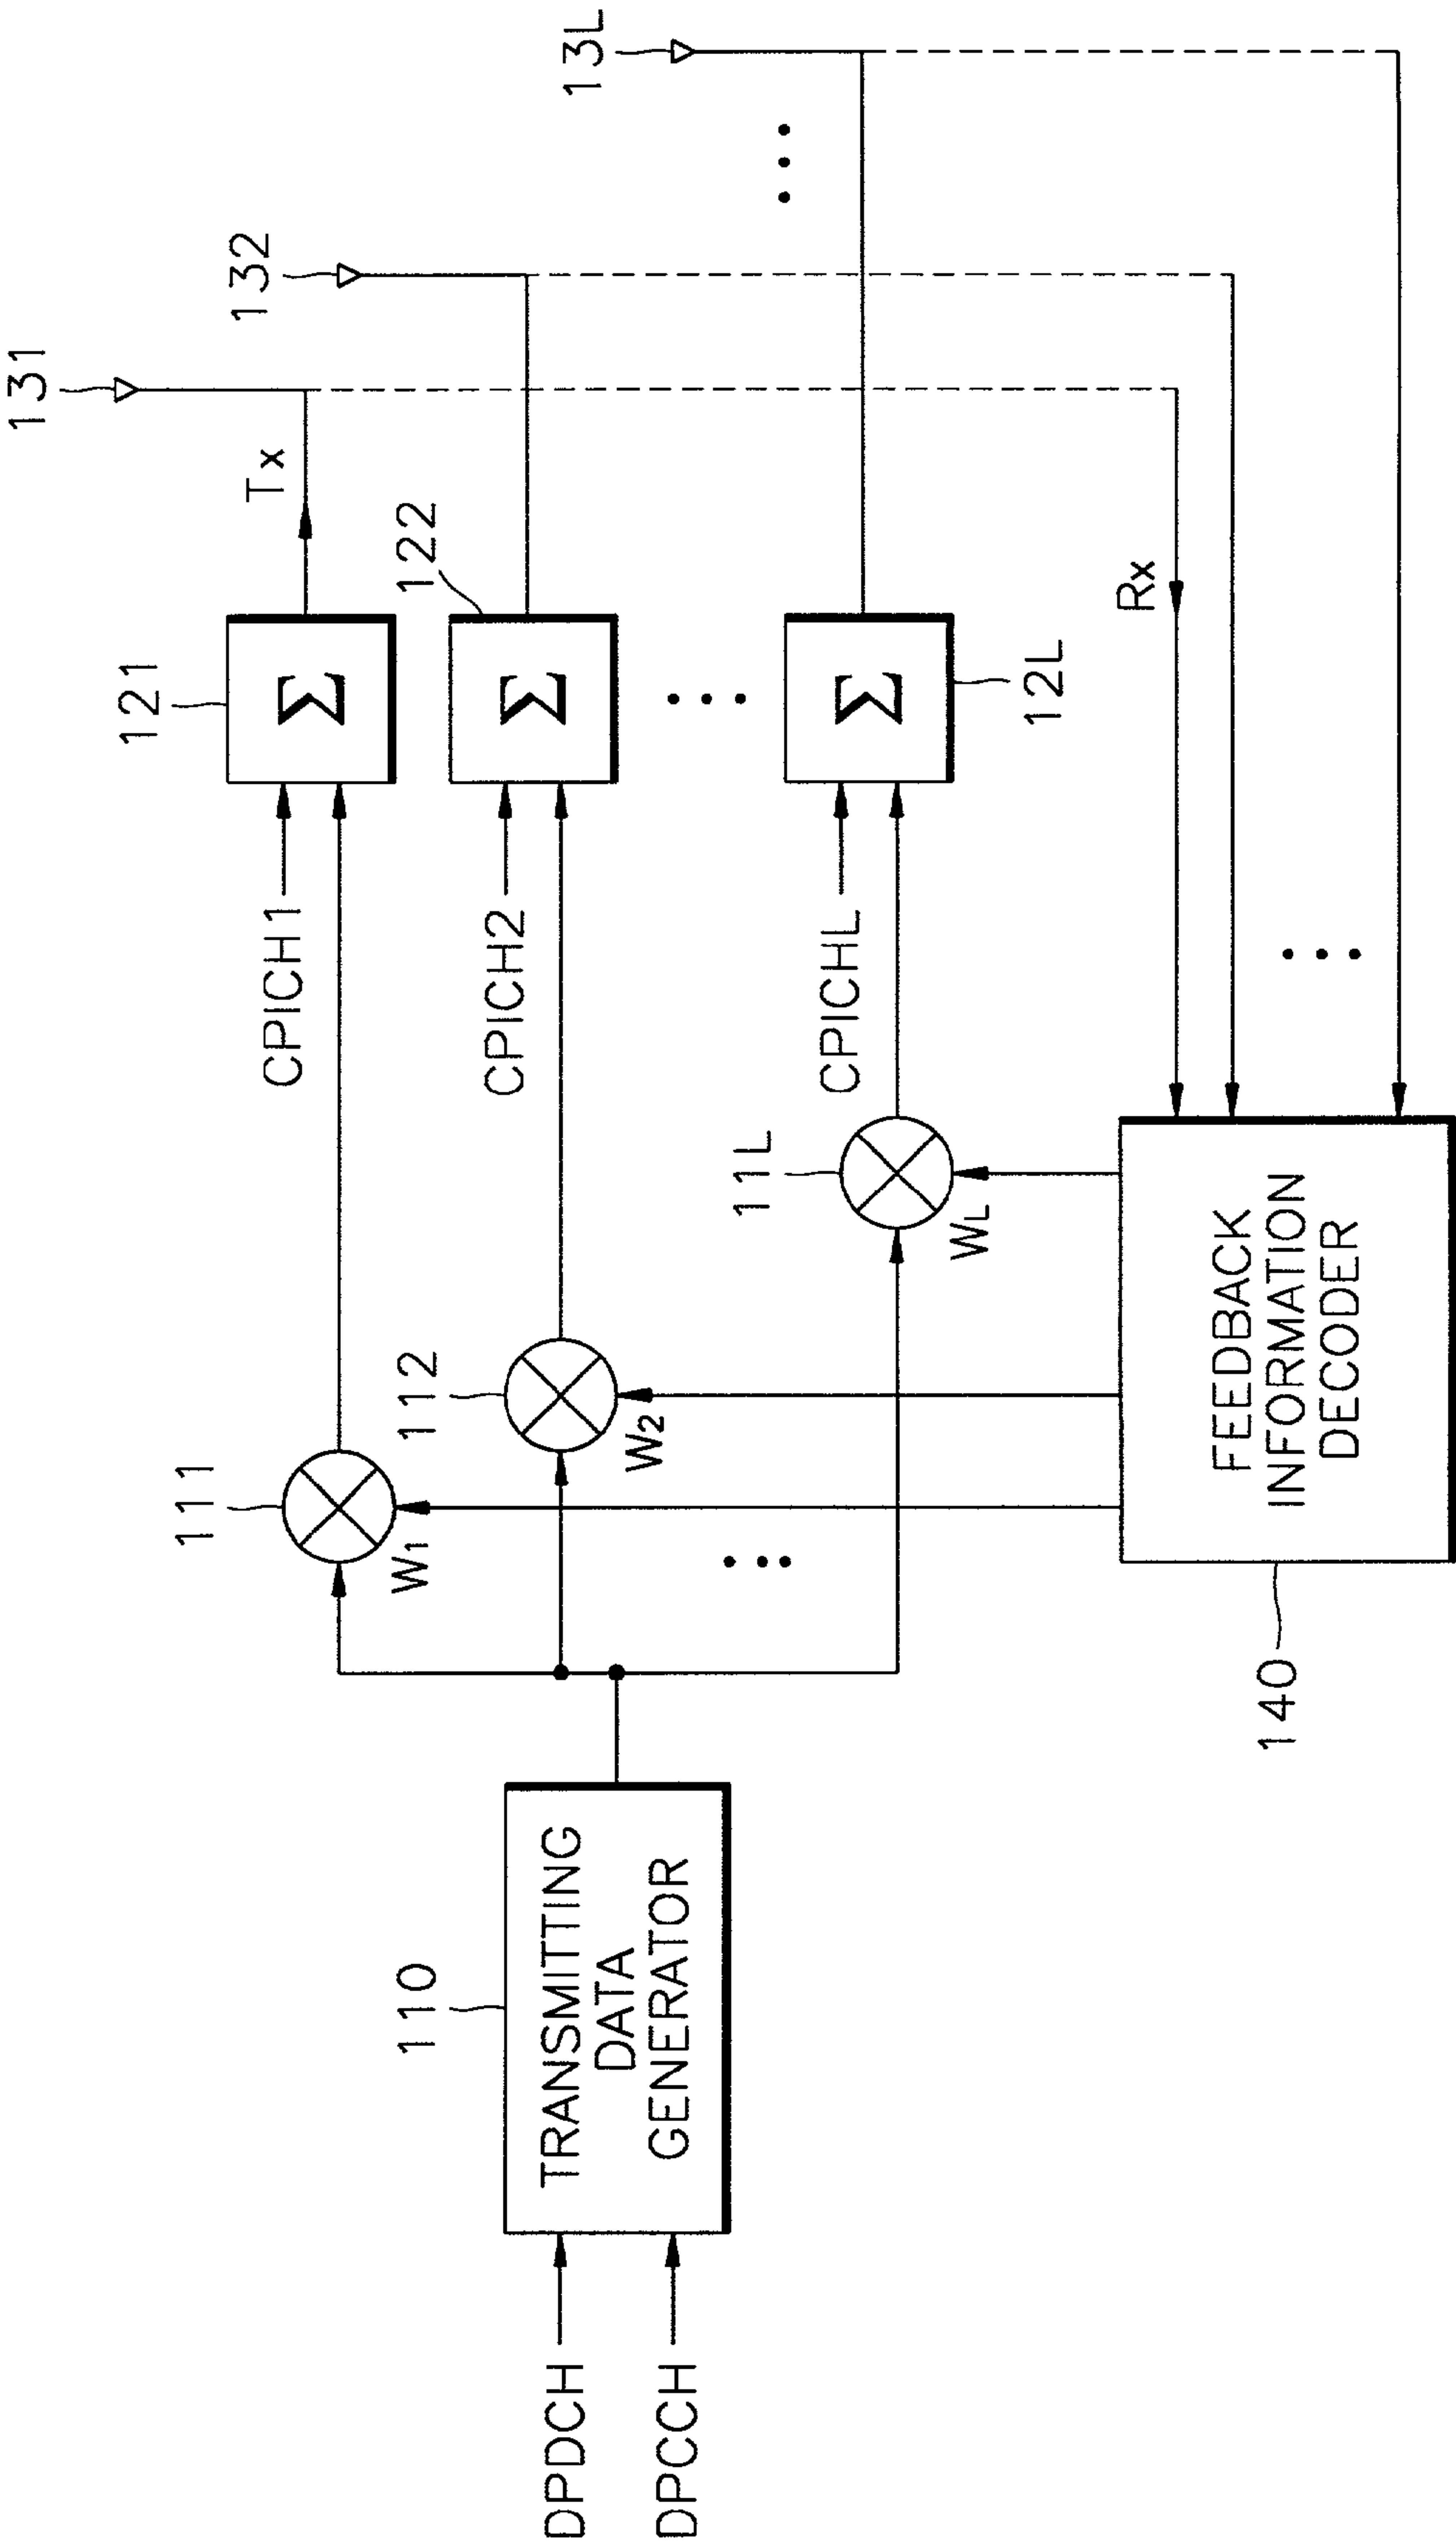 131
132
13L
Tx
121
122
12L
Σ
Σ
Σ
CPICH1
CPICH2
CPICHL
Rx
111
112
11L
W1
W2
WL
110
TRANSMITTING
DATA
GENERATOR
DPDCH
DPCCH
FEEDBACK
INFORMATION
DECODER
140